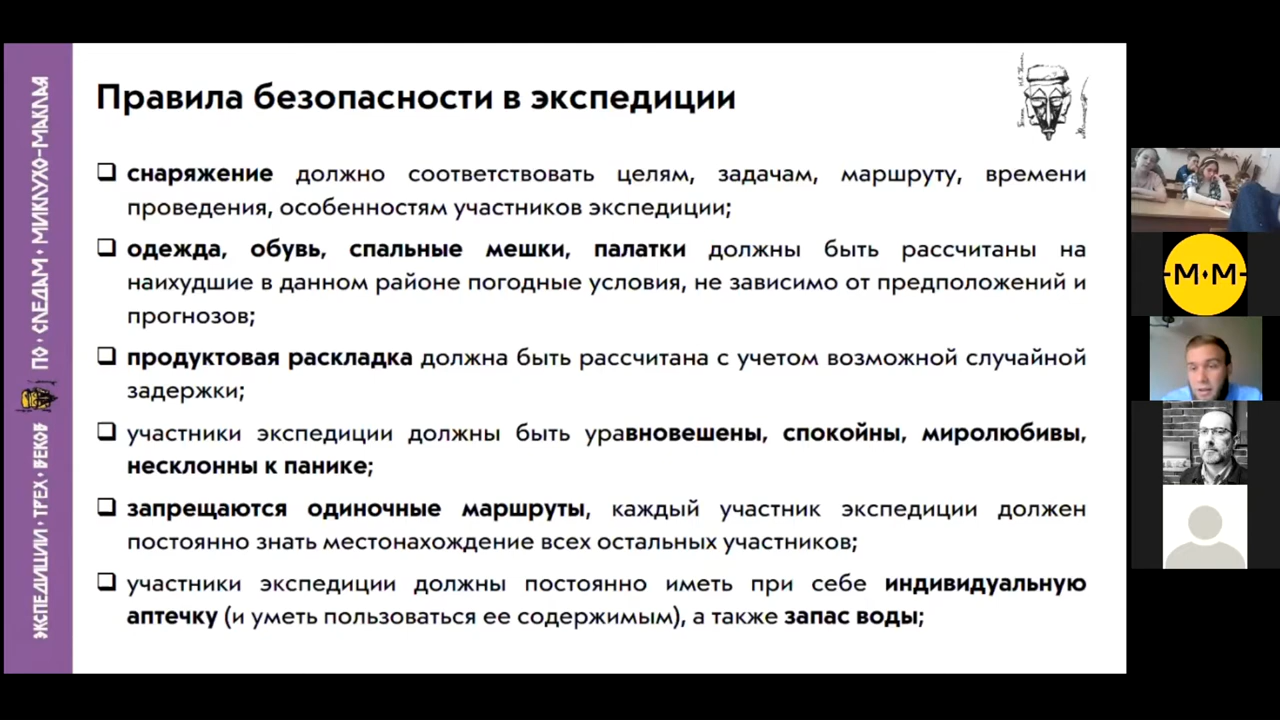 Правила безопасности в экспедиции
❑ снаряжение должно соответствовать целям, задачам, маршруту, времени
проведения, особенностям участников экспедиции;
❑ одежда, обувь, спальные мешки, палатки должны быть рассчитаны на
наихудшие в данном районе погодные условия, не зависимо от предположений и
прогнозов;
❑ продуктовая раскладка должна быть рассчитана с учетом возможной случайной
задержки;
❑ участники экспедиции должны быть уравновешены, спокойны, миролюбивы,
несклонны к панике;
❑ запрещаются одиночные маршруты, каждый участник экспедиции должен
постоянно знать местонахождение всех остальных участников;
❑ участники экспедиции должны постоянно иметь при себе индивидуальную
аптечку (и уметь пользоваться ее содержимым), а также запас воды;
ЭКСПЕДИЦИИ • ТРЕХ • ВЕКОВ ПО • СЛЕДАМ • МИКЛУХО-МАКЛАЯ
-М•М-